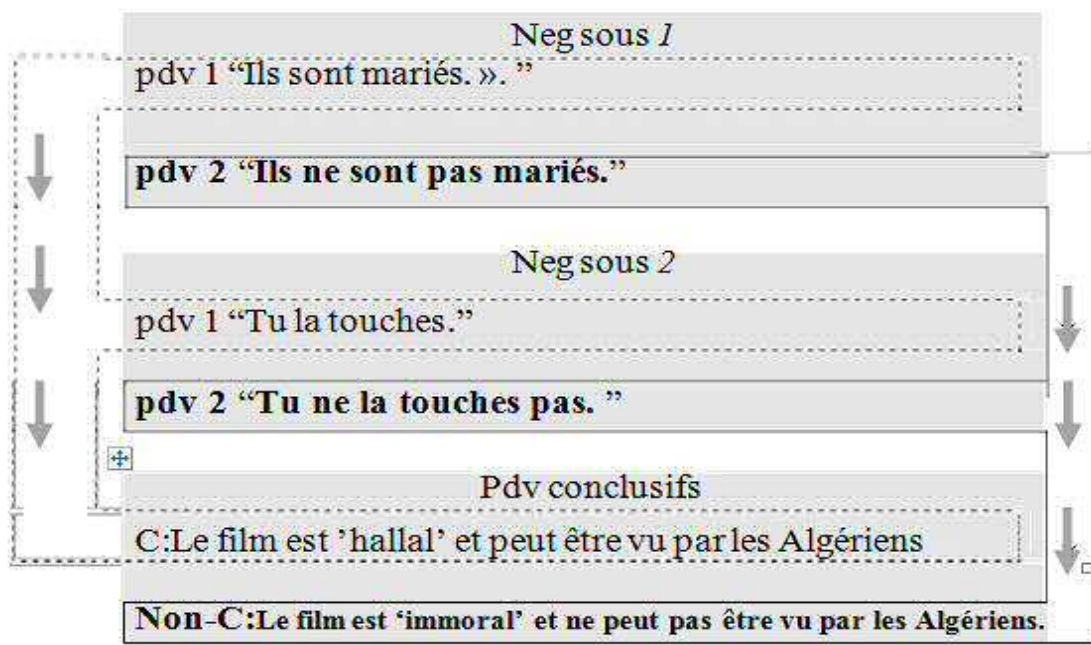 Neg sous 1
pdv 1 “Ils sont mariés. ». ”
pdv 2 “Ils ne sont pas mariés.”
Neg sous 2
pdv 1 “Tu la touches.”
pdv 2 “Tu ne la touches pas. ”
Pdv conclusifs
C:Le film est ’hallal’ et peut être vu par les Algériens
Non-C:Le film est ‘immoral’ et ne peut pas être vu par les Algériens.